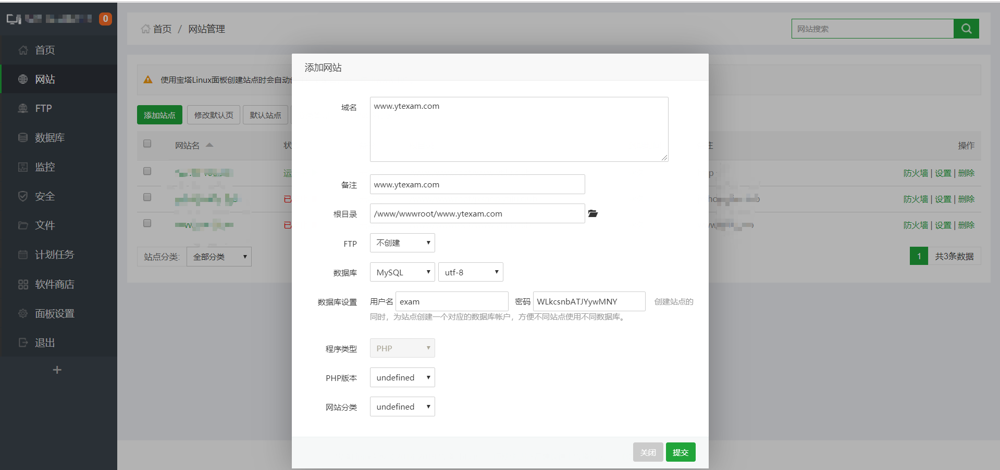 0
首页
网站
FTP
数据库
监控
安全
文件
计划任务
软件商店
面板设置
退出
+
首页 / 网站管理
网站搜索
使用宝塔Linux面板创建站点时会自动
添加站点 修改默认页 默认站点
网站名 状 注 操作
运 防火墙 | 设置 | 删除
已 防火墙 | 设置 | 删除
已 防火墙 | 设置 | 删除
站点分类: 全部分类 1 共3条数据
添加网站
域名 www.ytexam.com
备注 www.ytexam.com
根目录 /www/wwwroot/www.ytexam.com
FTP 不创建
数据库 MySQL utf-8
数据库设置 用户名 exam 密码 WLkcsnbATJYywMNY 创建站点的
同时，为站点创建一个对应的数据库帐户，方便不同站点使用不同数据库。
程序类型 PHP
PHP版本 undefined
网站分类 undefined
关闭 提交